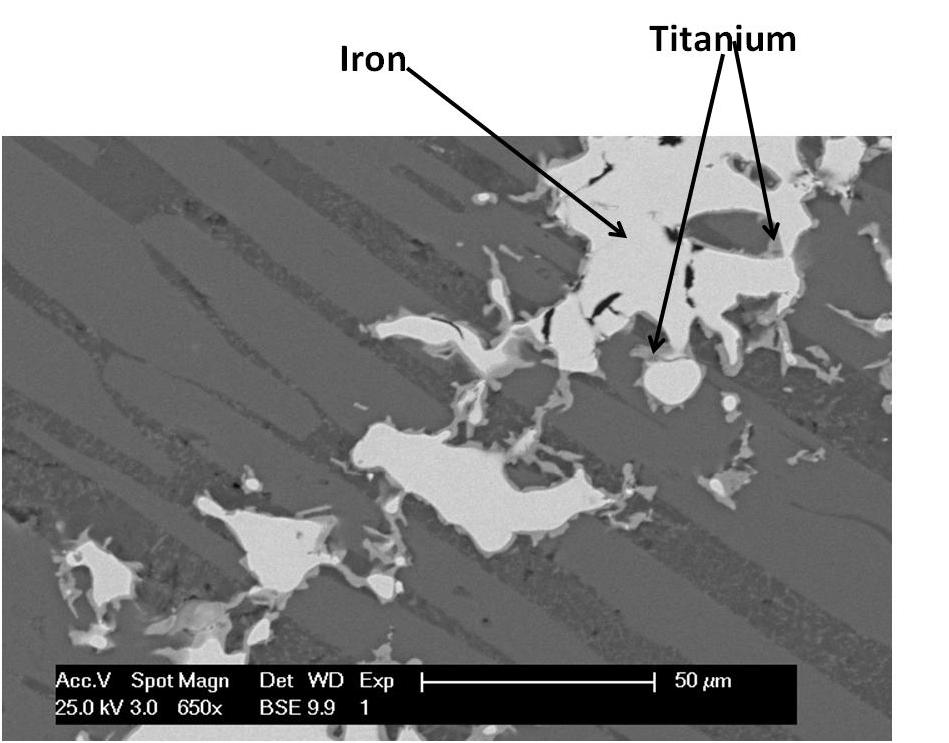 Titanium
Iron
Acc.V Spot Magn Det WD Exp
25.0 kV 3.0 650x BSE 9.9 1 50 µm